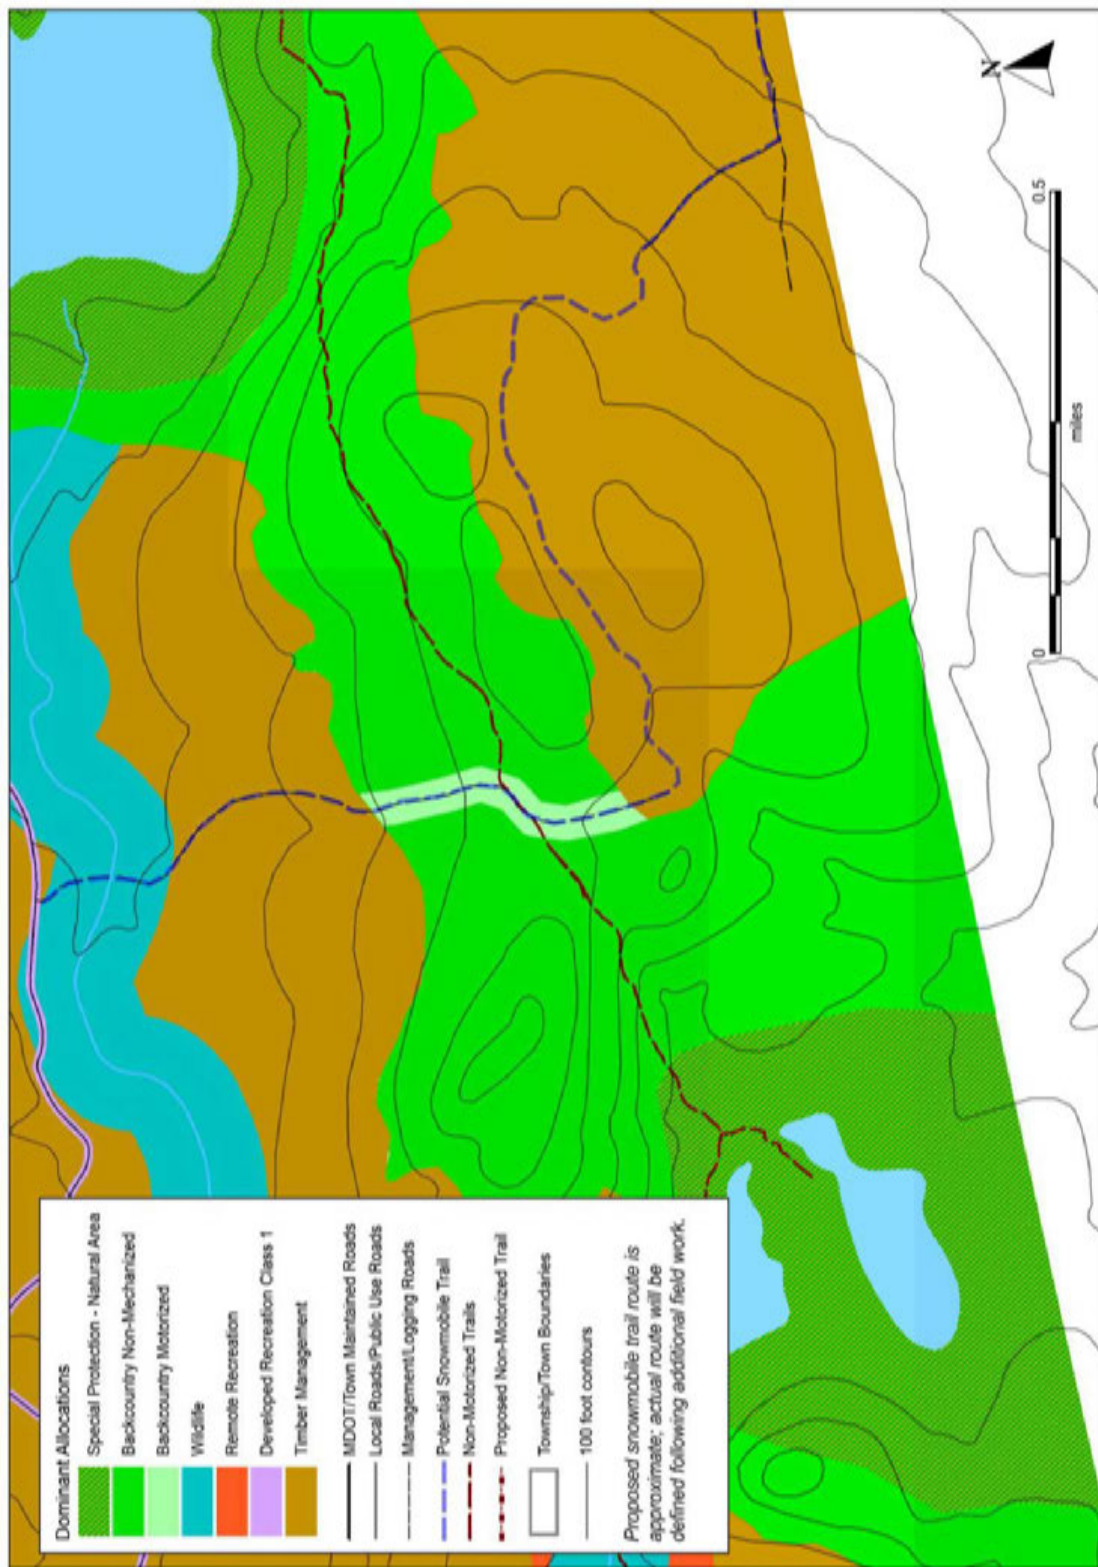 Dominant Allocations
Special Protection - Natural Area
Backcountry Non-Mechanized
Backcountry Motorized
Wildlife
Remote Recreation
Developed Recreation Class 1
Timber Management
MDOT/Town Maintained Roads
Local Roads/Public Use Roads
Management/Logging Roads
Potential Snowmobile Trail
Non-Motorized Trails
Proposed Non-Motorized Trail
Township/Town Boundaries
100 foot contours
Proposed snowmobile trail route is
approximate; actual route will be
defined following additional field work.
N
0
0.5
miles